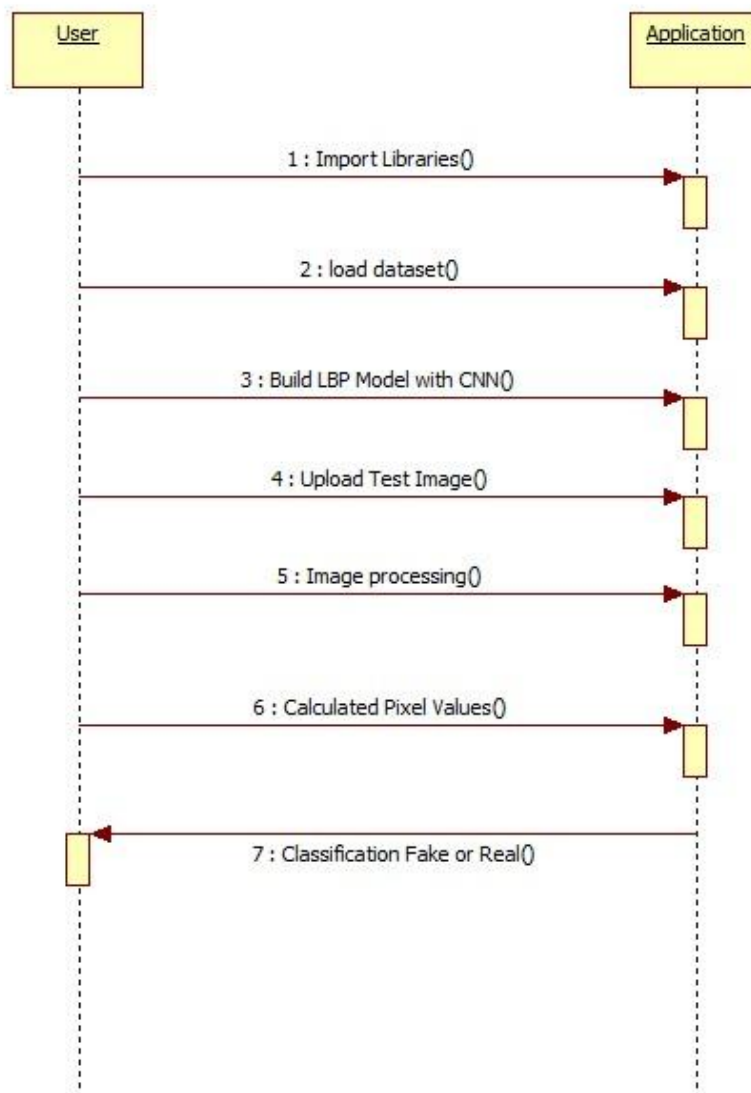 User
Application
1 : Import Libraries()
2 : load dataset()
3 : Build LBP Model with CNN()
4 : Upload Test Image()
5 : Image processing()
6 : Calculated Pixel Values()
7 : Classification Fake or Real()